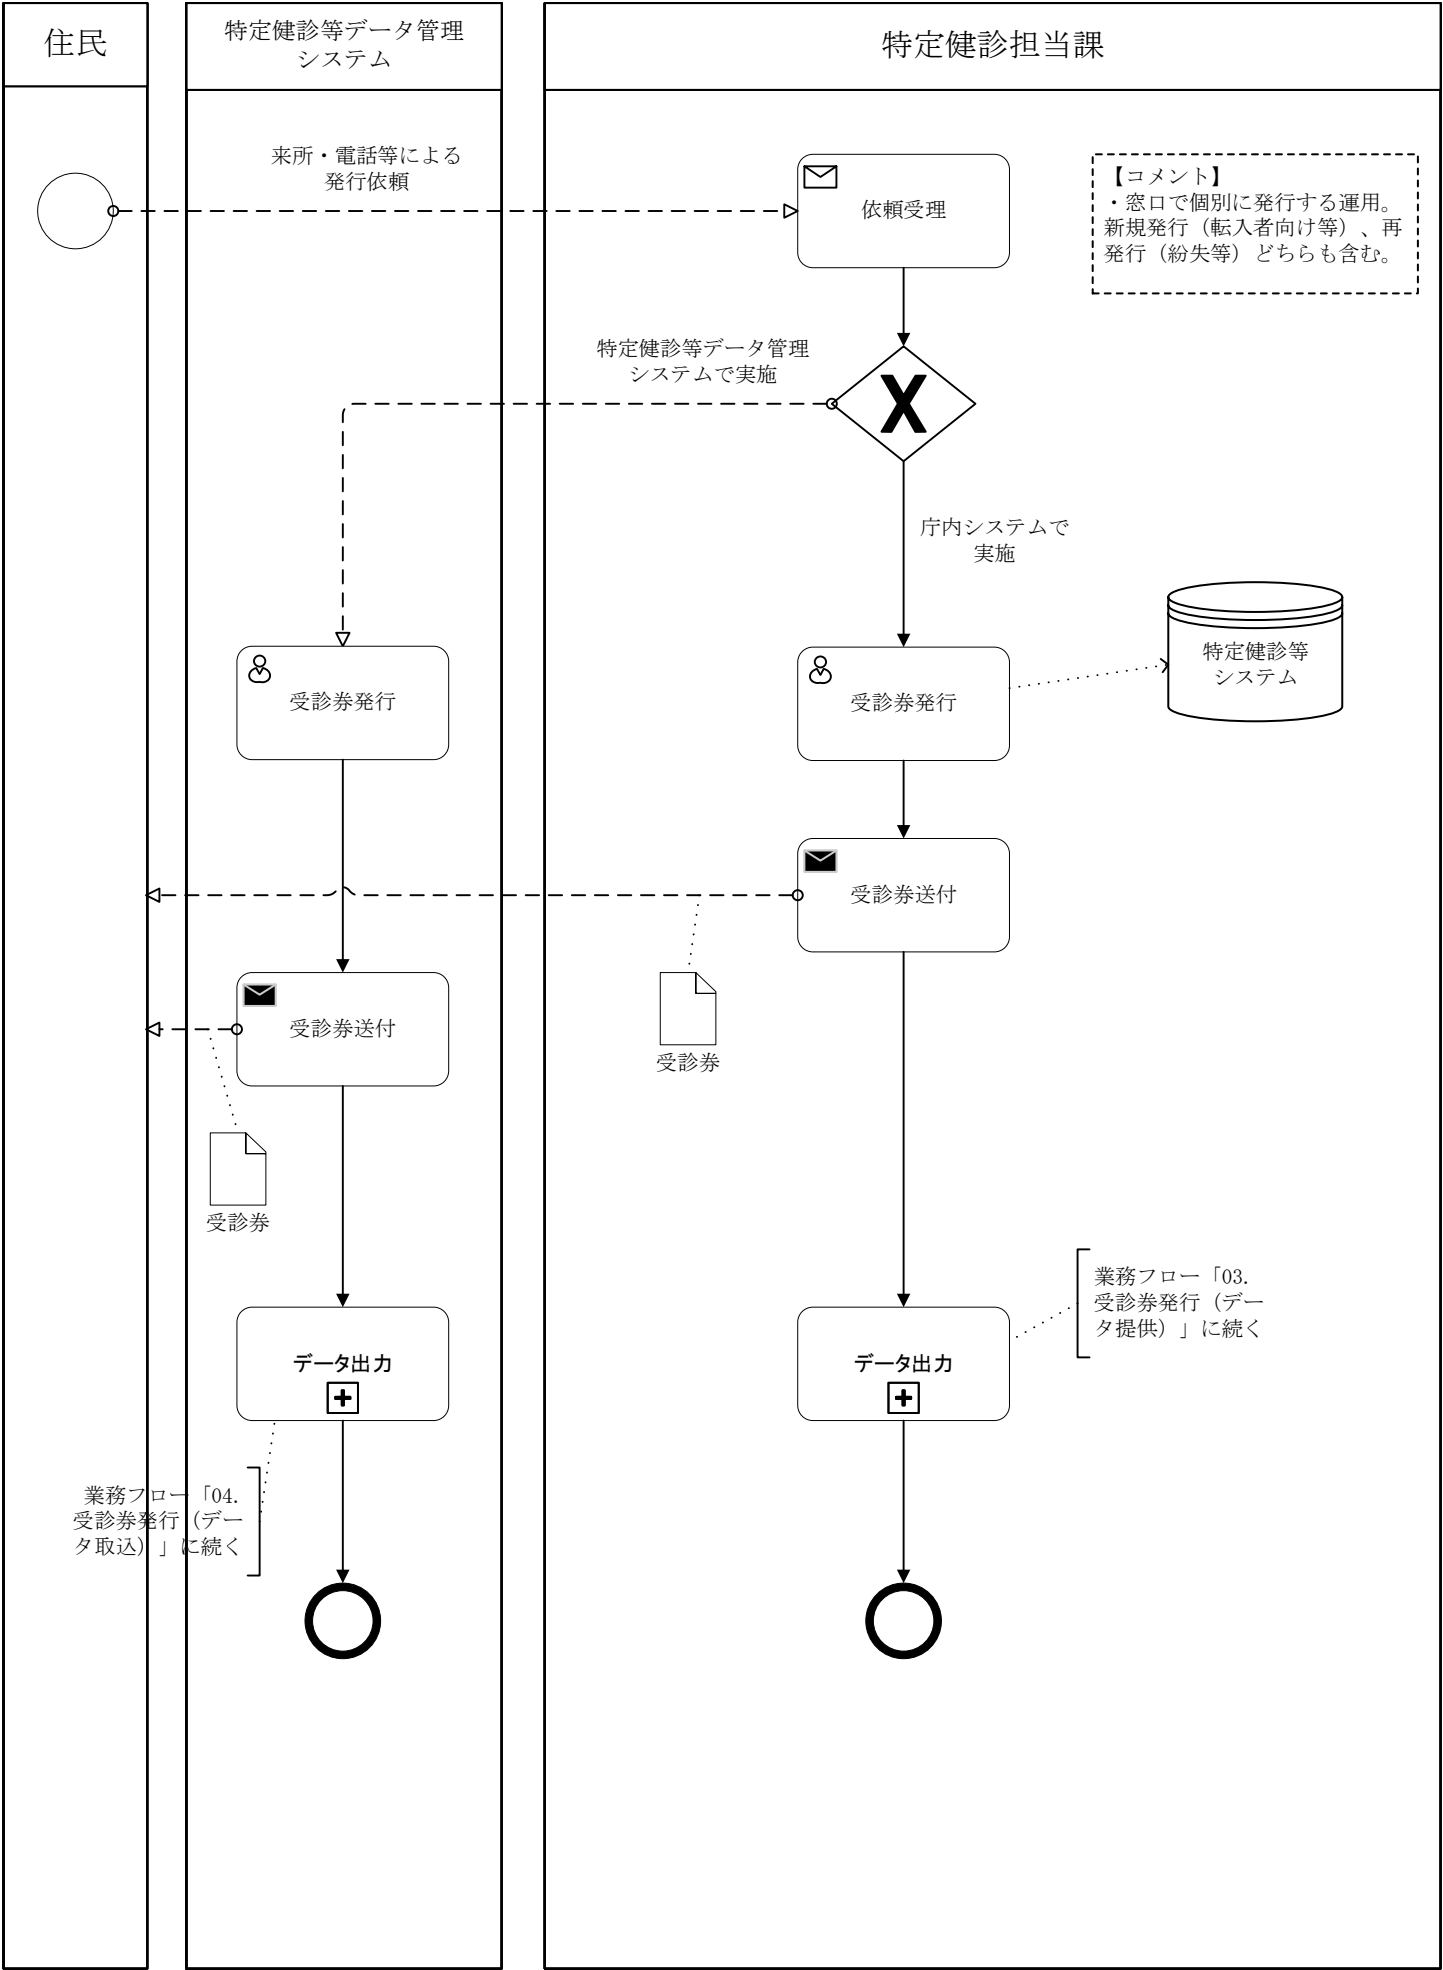 住民
特定健診等データ管理
システム
特定健診担当課
来所・電話等による
発行依頼
依頼受理
【コメント】
・窓口で個別に発行する運用。
新規発行（転入者向け等）、再
発行（紛失等）どちらも含む。
特定健診等データ管理
システムで実施
X
庁内システムで
実施
受診券発行
受診券発行
特定健診等
システム
受診券送付
受診券送付
受診券
受診券
業務フロー「03.
受診券発行（デー
タ提供）」に続く
データ出力
データ出力
業務フロー「04.
受診券発行（デー
タ取込）」に続く